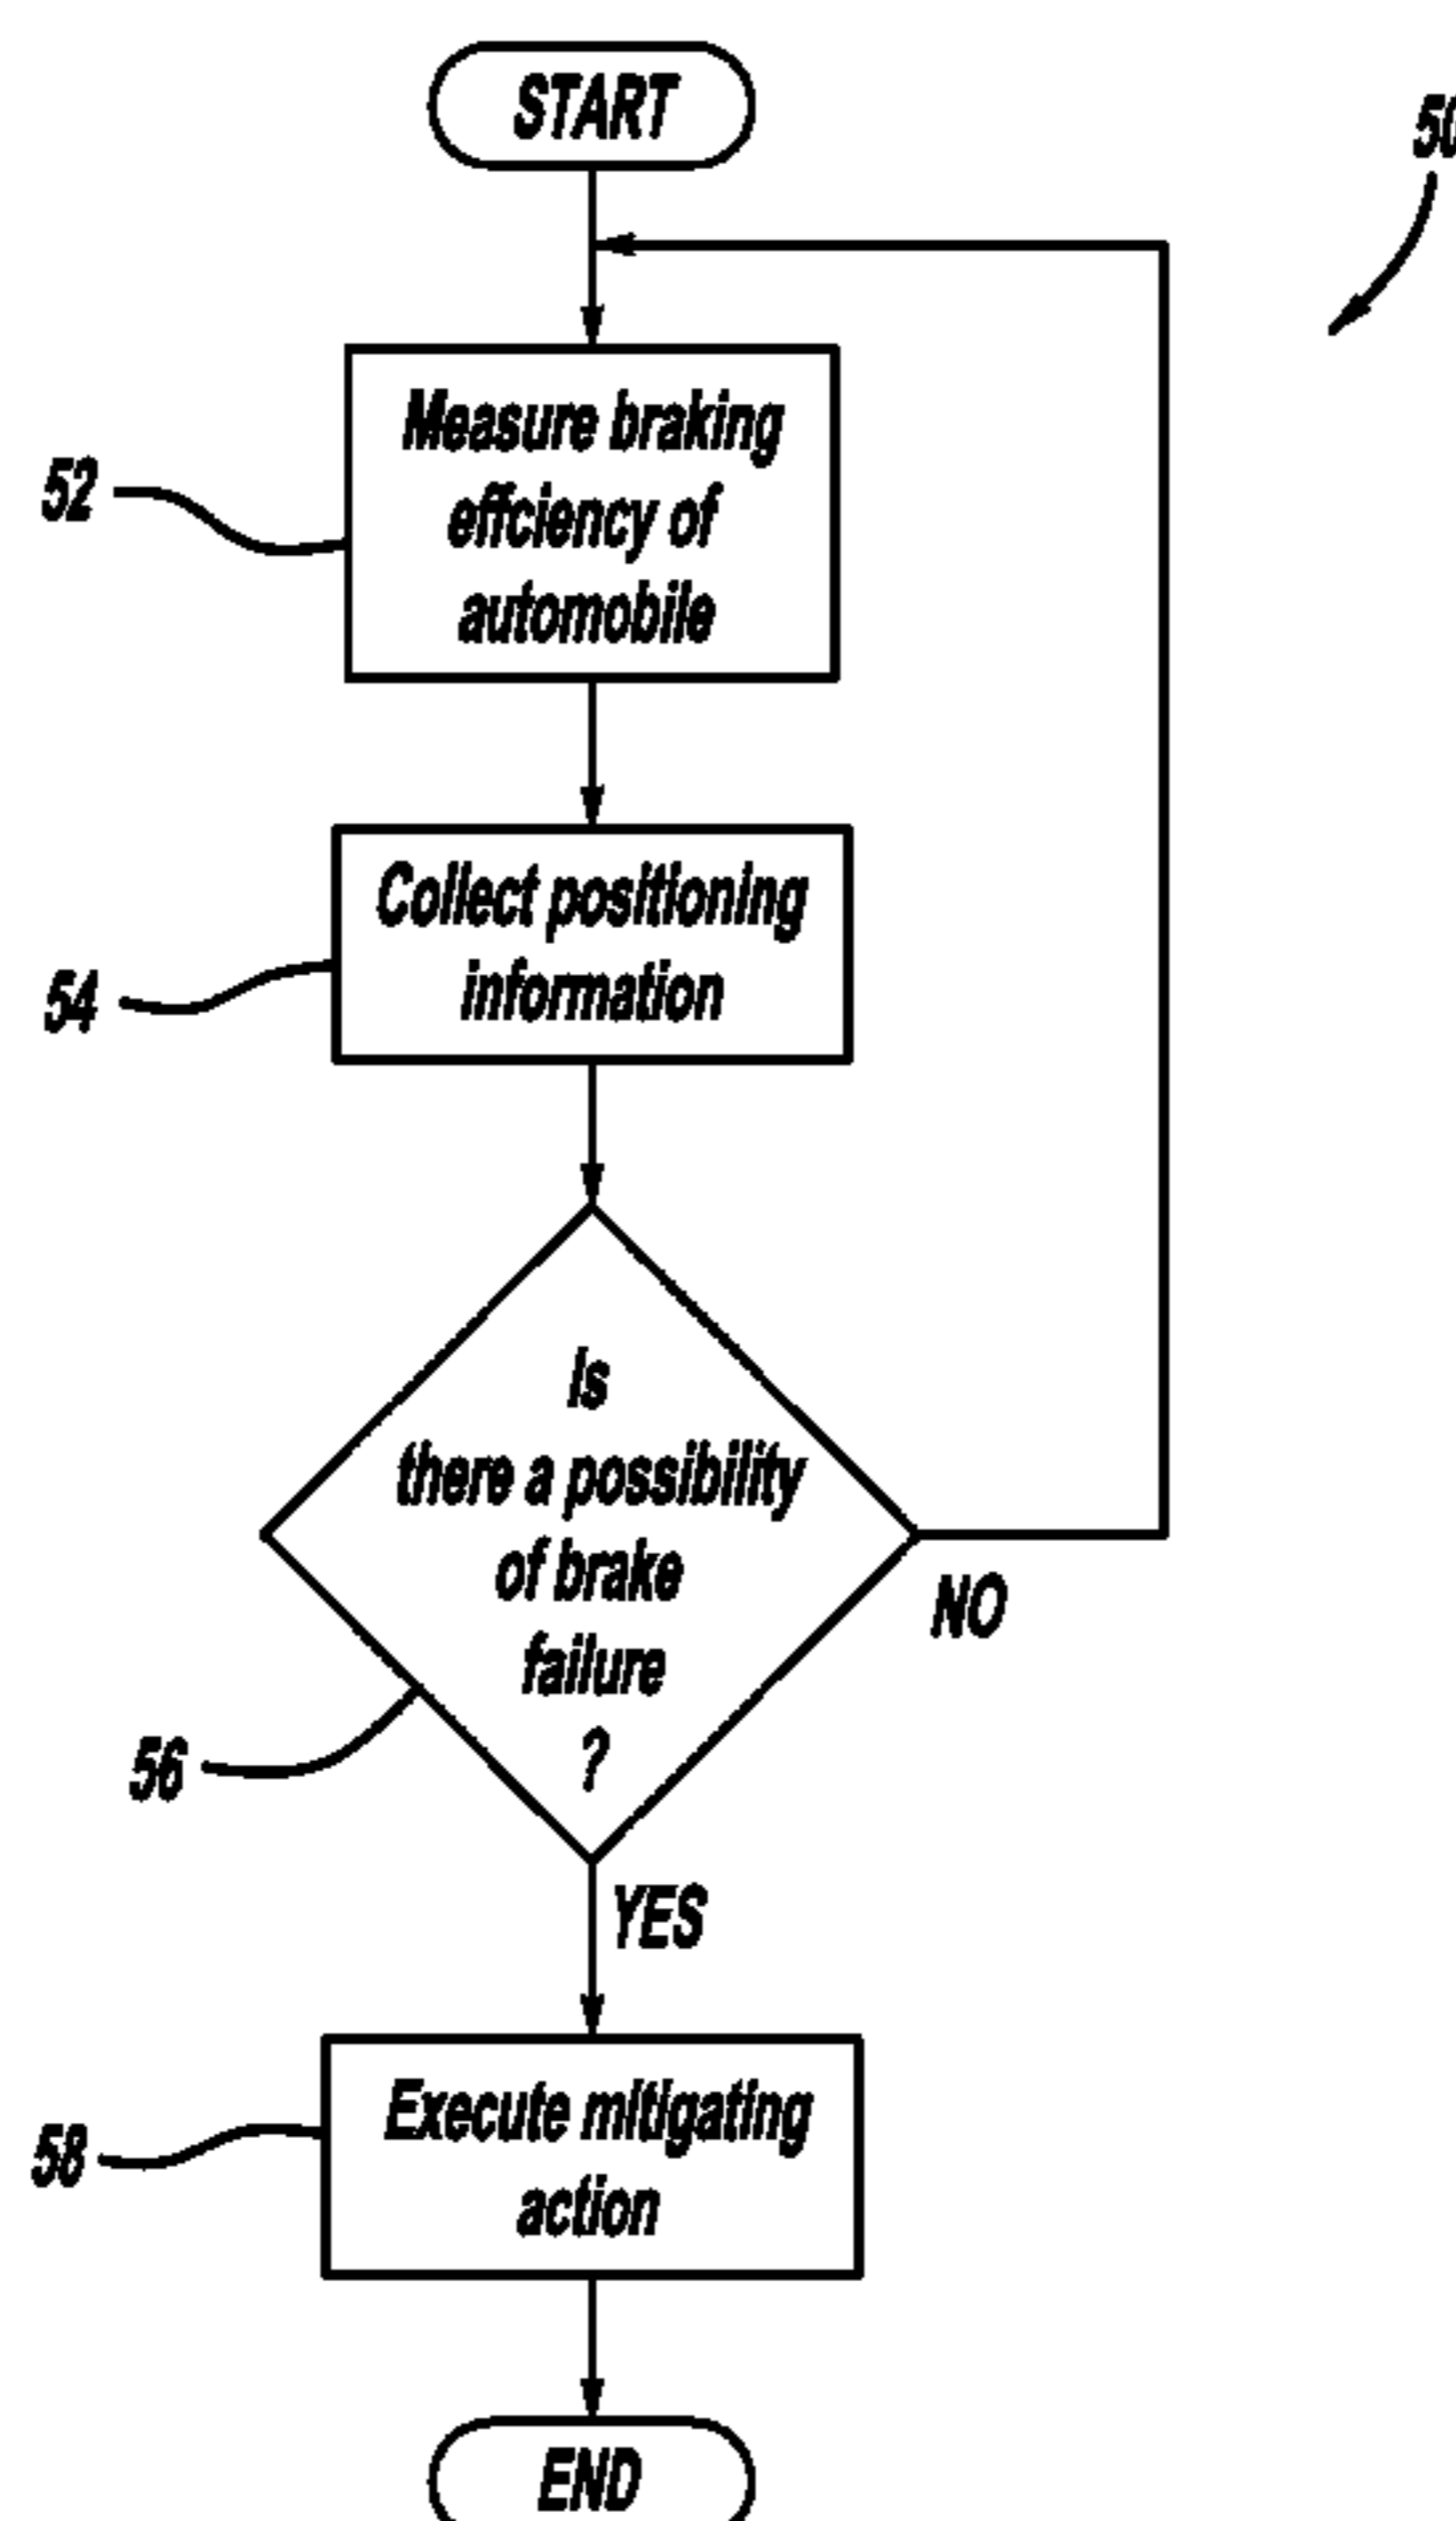 START
50
Measure braking
effciency of
automobile
52
Collect positioning
information
54
Is
there a possibility
of brake
failure
?
NO
56
YES
Execute mitigating
action
58
END